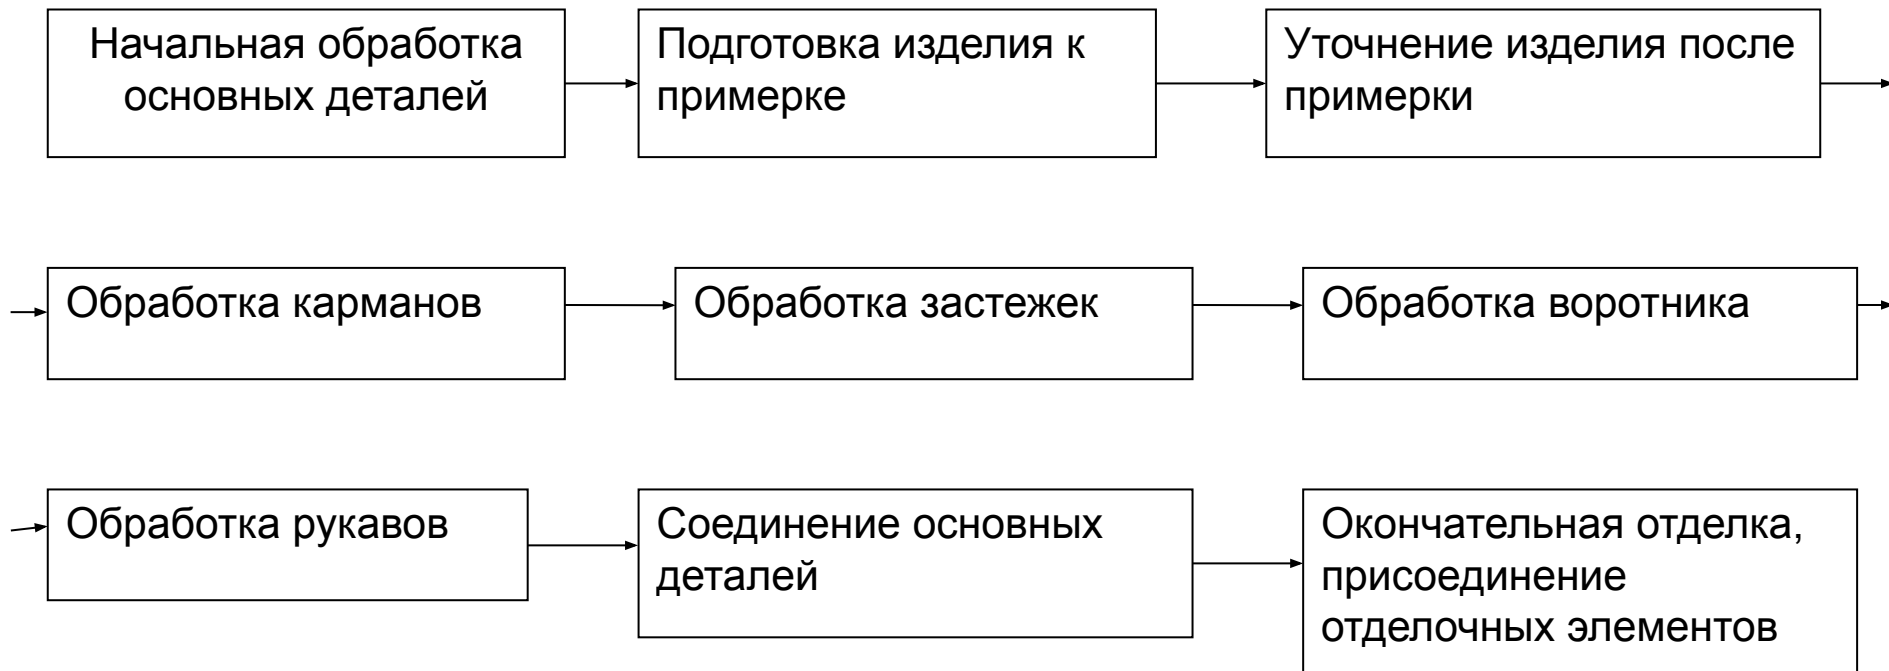 Начальная обработка
основных деталей
Подготовка изделия к
примерке
Уточнение изделия после
примерки
Обработка карманов
Обработка застежек
Обработка воротника
Обработка рукавов
Соединение основных
деталей
Окончательная отделка,
присоединение
отделочных элементов